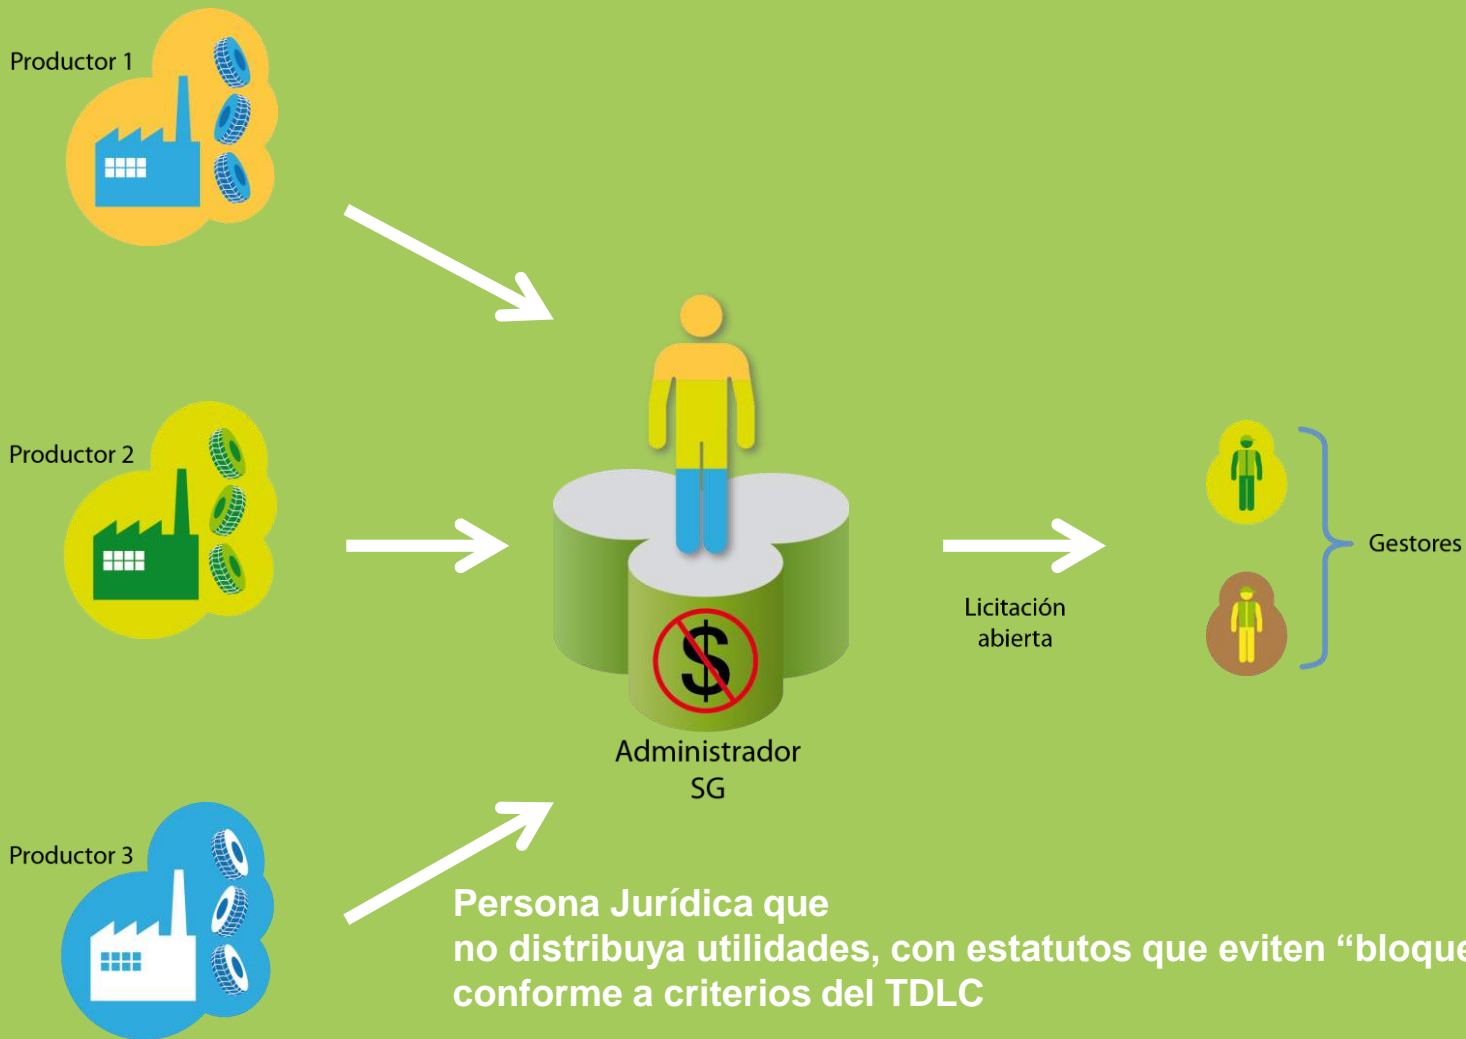 Productor 1
Productor 2
Productor 3
$
Administrador
SG
Licitación
abierta
Gestores
Persona Jurídica que
no distribuya utilidades, con estatutos que eviten “bloque
conforme a criterios del TDLC